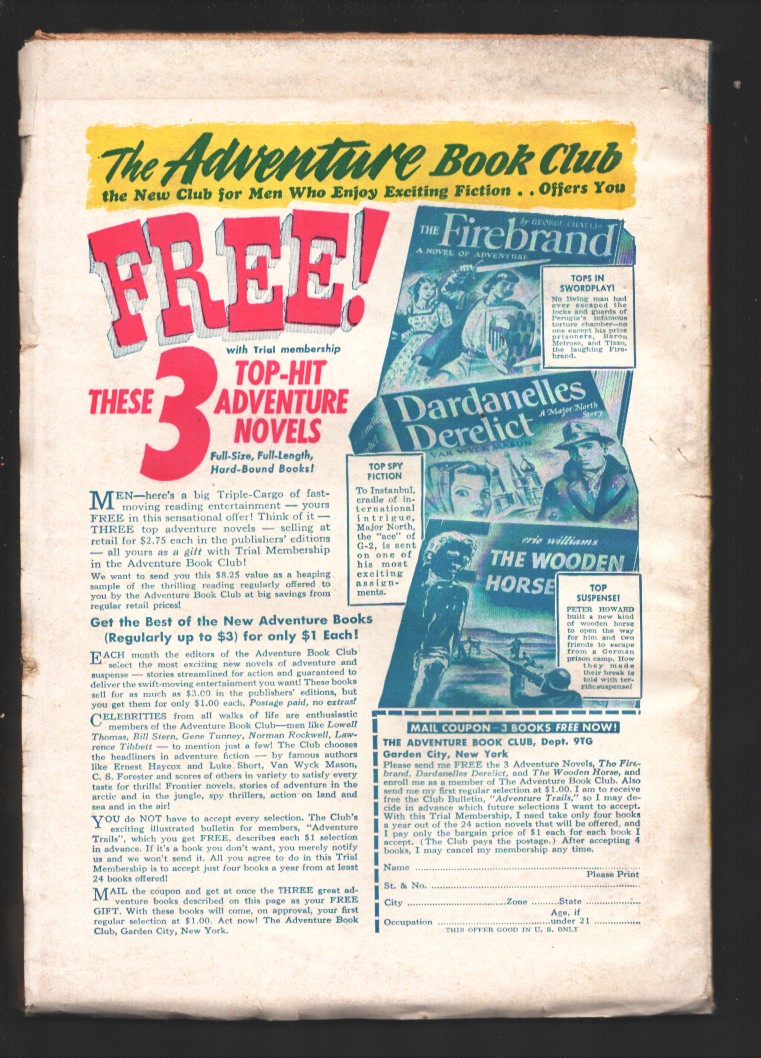 The Adventure Book Club
the New Club for Men Who Enjoy Exciting Fiction . . Offers You
FREE!
with Trial membership
THESE 3 TOP-HIT
ADVENTURE
NOVELS
Full-Size, Full-Length,
Hard-Bound Books!
MEN—here's a big Triple-Cargo of fast-
moving reading entertainment — yours
FREE in this sensational offer! Think of it —
THREE top adventure novels — selling at
retail for $2.75 each in the publishers' editions
— all yours as a gift with Trial Membership
in the Adventure Book Club!
We want to send you this $8.25 value as a heaping
sample of the thrilling reading regularly offered to
you by the Adventure Book Club at big savings from
regular retail prices!
Get the Best of the New Adventure Books
(Regularly up to $3) for only $1 Each!
EACH month the editors of the Adventure Book Club
select the most exciting new novels of adventure and
suspense — stories streamlined for action and guaranteed to
deliver the swift-moving entertainment you want! These books
sell for as much as $3.00 in the publishers' editions, but
you get them for only $1.00 each. Postage paid, no extras!
CELEBRITIES from all walks of life are enthusiastic
members of the Adventure Book Club—men like Lowell
Thomas, Bill Stern, Gene Tunney, Norman Rockwell, Law-
rence Tibbett — to mention just a few! The Club chooses
the headliners in adventure fiction — by famous authors
like Ernest Haycox and Luke Short, Van Wyck Mason,
C. S. Forester and scores of others in variety to satisfy every
taste for thrills! Frontier novels, stories of adventure in the
arctic and in the jungle, spy thrillers, action on land and
sea and in the air!
YOU do NOT have to accept every selection. The Club's
exciting illustrated bulletin for members, "Adventure
Trails", which you get FREE, describes each $1 selection
in advance. If it's a book you don't want, you merely notify
us and we won't send it. All you agree to do in this Trial
Membership is to accept just four books a year from at least
24 books offered!
MAIL the coupon and get at once the THREE great ad-
venture books described on this page as your FREE
GIFT. With these books will come, on approval, your first
regular selection at $1.00. Act now! The Adventure Book
Club, Garden City, New York.
by GEORGE CHALLIS
THE Firebrand
A NOVEL OF ADVENTURE
TOPS IN
SWORDPLAY!
No living man had
ever escaped the
locks and guards of
Perugia's infamous
torture chamber—no
one except his prize
prisoners, Baron
Melrose, and Tizzo,
the laughing Fire-
brand.
Dardanelles
Derelict
A Major North
Story
VAN WYCK MASON
TOP SPY
FICTION
To Instanbul,
cradle of in-
ternational
intrigue,
Major North,
the "ace" of
G-2, is sent
on one of
his most
exciting
assign-
ments.
eric williams
THE WOODEN
HORSE
TOP
SUSPENSE!
PETER HOWARD
built a new kind
of wooden horse
to open the way
for him and two
friends to escape
from a German
prison camp. How
they made
their break is
told with ter-
rific suspense!
MAIL COUPON—3 BOOKS FREE NOW!
THE ADVENTURE BOOK CLUB, Dept. 9TG
Garden City, New York
Please send me FREE the 3 Adventure Novels, The Fire-
brand, Dardanelles Derelict, and The Wooden Horse, and
enroll me as a member of The Adventure Book Club. Also
send me my first regular selection at $1.00. I am to receive
free the Club Bulletin, "Adventure Trails," so I may de-
cide in advance which future selections I want to accept.
With this Trial Membership, I need take only four books
a year out of the 24 action novels that will be offered, and
I pay only the bargain price of $1 each for each book I
accept. (The Club pays the postage.) After accepting 4
books, I may cancel my membership any time.
Name
Please Print
St. & No.
City Zone State
Age, if
Occupation under 21
THIS OFFER GOOD IN U. S. ONLY